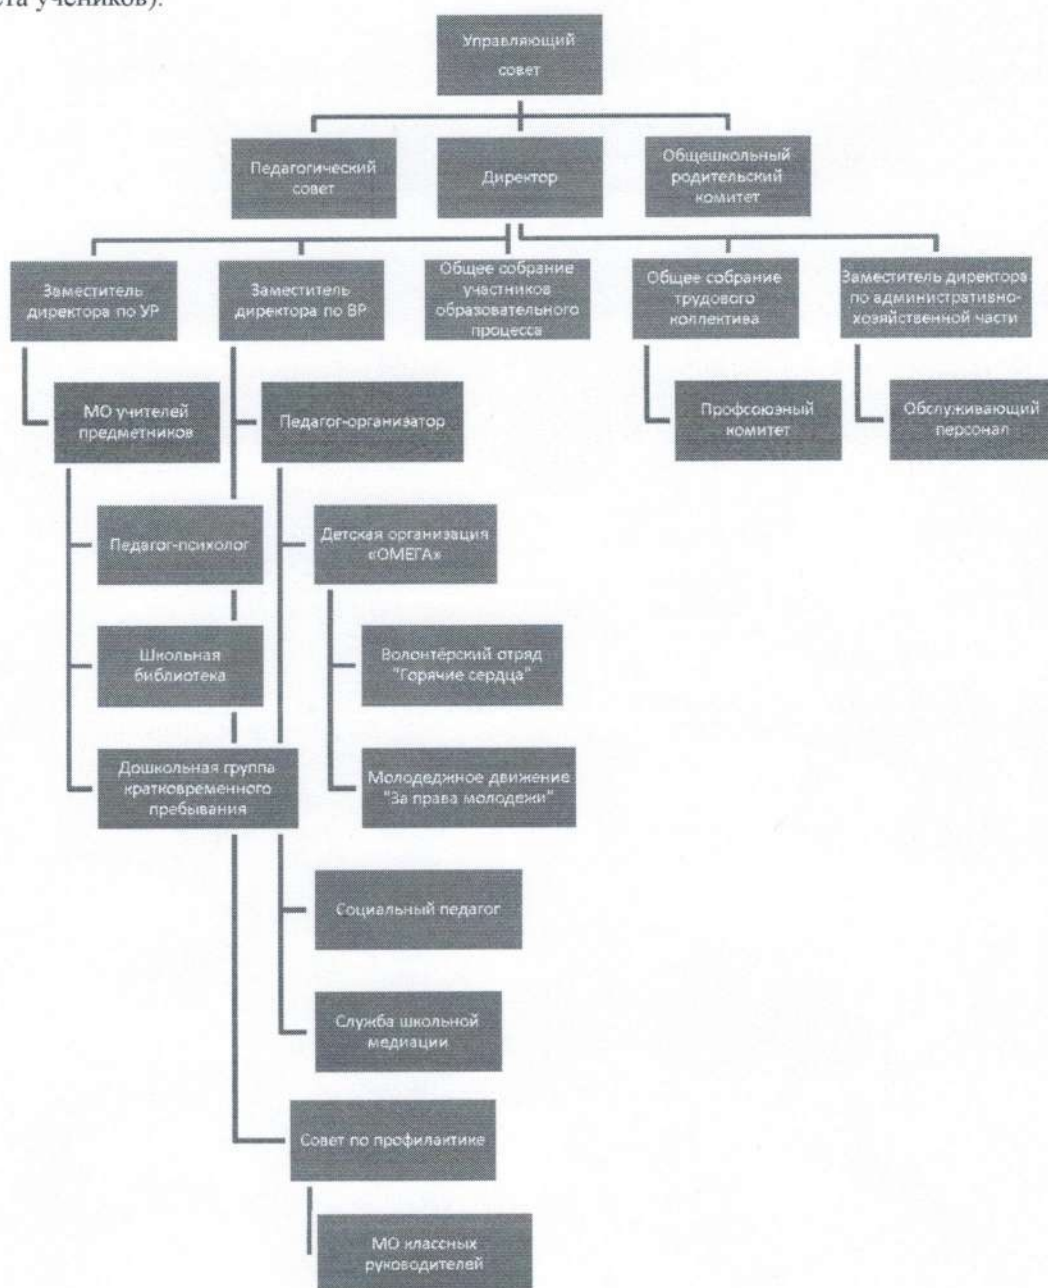 та учеников).
Управляющий
совет
Педагогический
совет
Директор
Общешкольный
родительский
комитет
Заместитель
директора по УР
Заместитель
директора по ВР
Общее собрание
участников
образовательного
процесса
Общее собрание
трудового
коллектива
Заместитель директора
по административно-
хозяйственной части
МО учителей
предметников
Педагог-организатор
Профсоюзный
комитет
Обслуживающий
персонал
Педагог-психолог
Детская организация
«ОМЕГА»
Школьная
библиотека
Волонтёрский отряд
"Горячие сердца"
Дошкольная группа
кратковременного
пребывания
Молодежное движение
"За права молодежи"
Социальный педагог
Служба школьной
медиации
Совет по профилактике
МО классных
руководителей